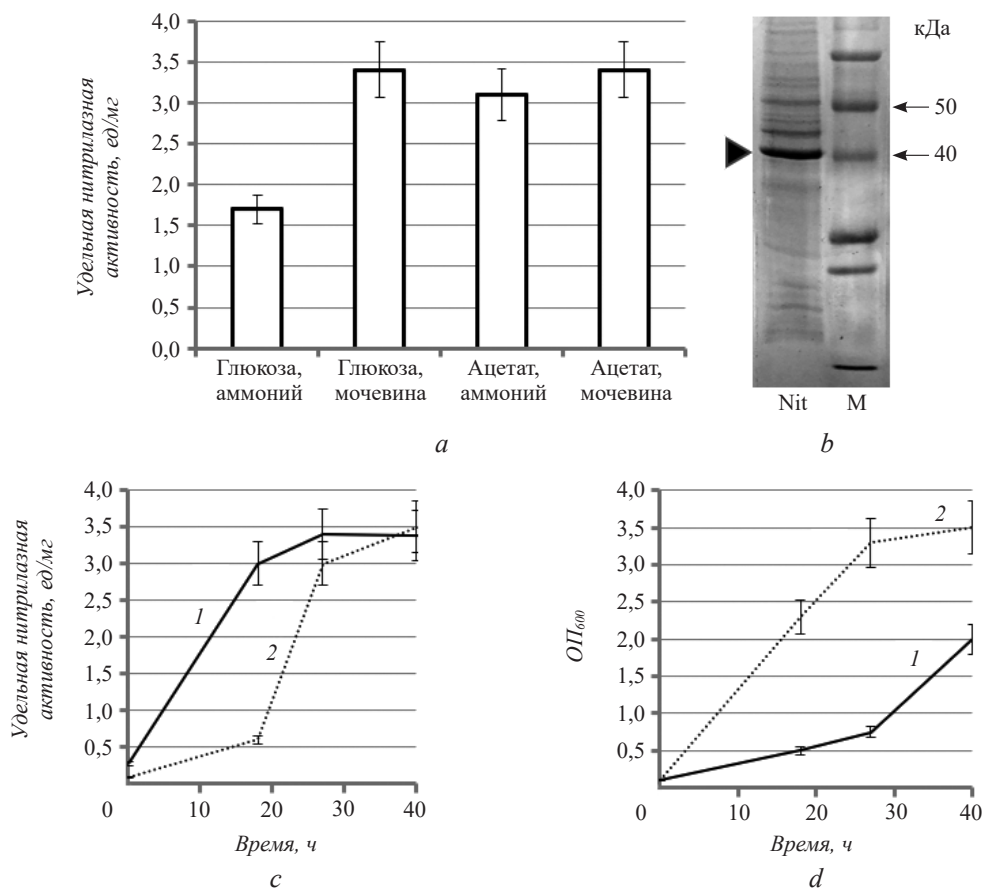 4,0
3,5
3,0
2,5
2,0
1,5
1,0
0,5
0,0
Удельная нитрилазная
активность, ед/мг
Глюкоза,
аммоний
Глюкоза,
мочевина
Ацетат,
аммоний
Ацетат,
мочевина
a
кДа
50
40
Nit
M
b
4,0
3,5
3,0
2,5
2,0
1,5
1,0
0,5
Удельная нитрилазная
активность, ед/мг
1
2
0 10 20 30 40
Время, ч
c
4,0
3,5
3,0
2,5
2,0
1,5
1,0
0,5
ОП600
2
1
0 10 20 30 40
Время, ч
d